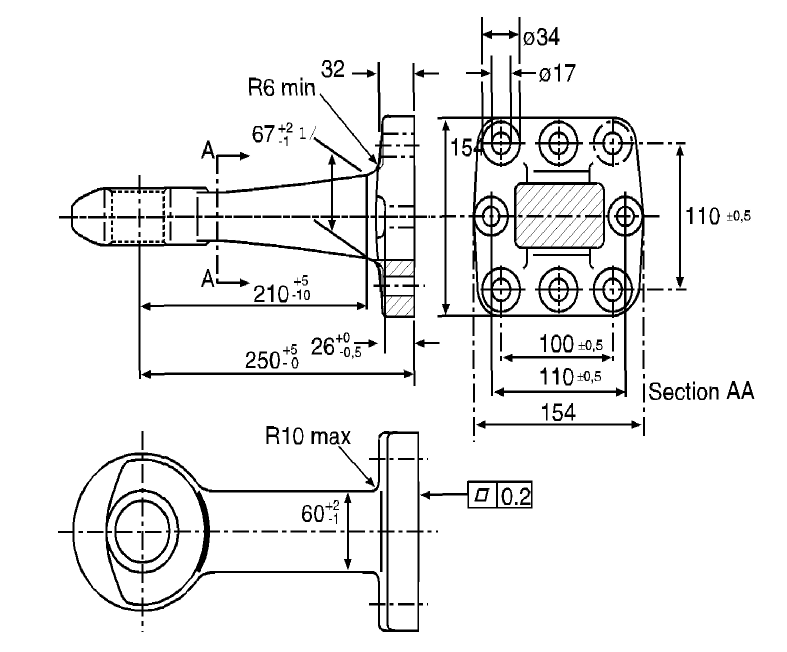 ø34
32
ø17
R6 min
67 +2 -1
A
154
110 ±0,5
A
210 +5 -10
26 +0 -0,5
100 ±0,5
250 +5 -0
110 ±0,5
Section AA
154
R10 max
0.2
60 +2 -1